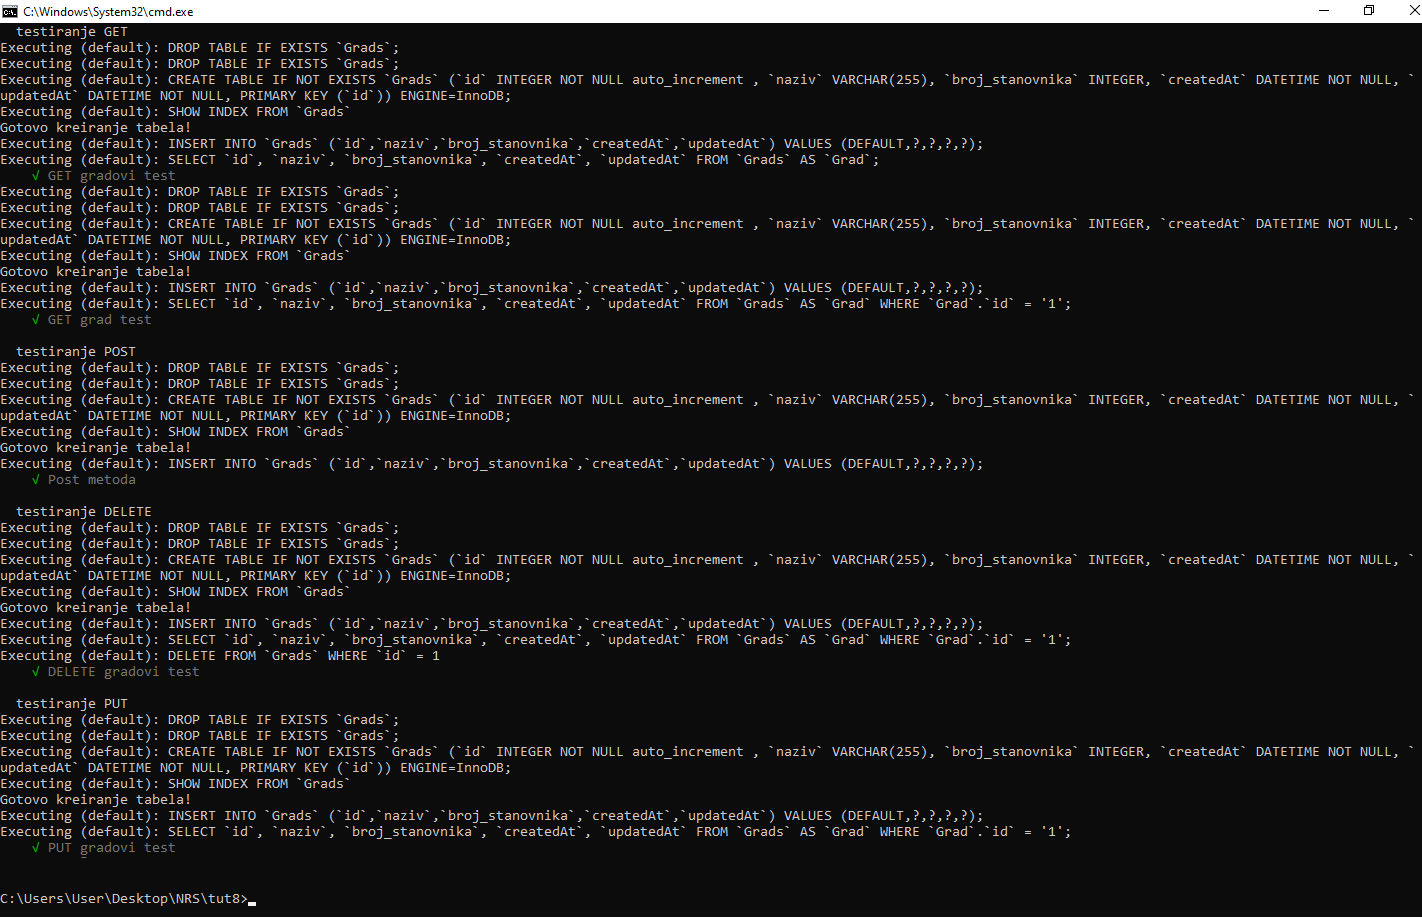 C:\Windows\System32\cmd.exe
testiranje GET
Executing (default): DROP TABLE IF EXISTS `Grads`;
Executing (default): DROP TABLE IF EXISTS `Grads`;
Executing (default): CREATE TABLE IF NOT EXISTS `Grads` (`id` INTEGER NOT NULL auto_increment , `naziv` VARCHAR(255), `broj_stanovnika` INTEGER, `createdAt` DATETIME NOT NULL, `
updatedAt` DATETIME NOT NULL, PRIMARY KEY (`id`)) ENGINE=InnoDB;
Executing (default): SHOW INDEX FROM `Grads`
Gotovo kreiranje tabela!
Executing (default): INSERT INTO `Grads` (`id`,`naziv`,`broj_stanovnika`,`createdAt`,`updatedAt`) VALUES (DEFAULT,?,?,?,?);
Executing (default): SELECT `id`, `naziv`, `broj_stanovnika`, `createdAt`, `updatedAt` FROM `Grads` AS `Grad`;
√ GET gradovi test
Executing (default): DROP TABLE IF EXISTS `Grads`;
Executing (default): DROP TABLE IF EXISTS `Grads`;
Executing (default): CREATE TABLE IF NOT EXISTS `Grads` (`id` INTEGER NOT NULL auto_increment , `naziv` VARCHAR(255), `broj_stanovnika` INTEGER, `createdAt` DATETIME NOT NULL, `
updatedAt` DATETIME NOT NULL, PRIMARY KEY (`id`)) ENGINE=InnoDB;
Executing (default): SHOW INDEX FROM `Grads`
Gotovo kreiranje tabela!
Executing (default): INSERT INTO `Grads` (`id`,`naziv`,`broj_stanovnika`,`createdAt`,`updatedAt`) VALUES (DEFAULT,?,?,?,?);
Executing (default): SELECT `id`, `naziv`, `broj_stanovnika`, `createdAt`, `updatedAt` FROM `Grads` AS `Grad` WHERE `Grad`.`id` = '1';
√ GET grad test
testiranje POST
Executing (default): DROP TABLE IF EXISTS `Grads`;
Executing (default): DROP TABLE IF EXISTS `Grads`;
Executing (default): CREATE TABLE IF NOT EXISTS `Grads` (`id` INTEGER NOT NULL auto_increment , `naziv` VARCHAR(255), `broj_stanovnika` INTEGER, `createdAt` DATETIME NOT NULL, `
updatedAt` DATETIME NOT NULL, PRIMARY KEY (`id`)) ENGINE=InnoDB;
Executing (default): SHOW INDEX FROM `Grads`
Gotovo kreiranje tabela!
Executing (default): INSERT INTO `Grads` (`id`,`naziv`,`broj_stanovnika`,`createdAt`,`updatedAt`) VALUES (DEFAULT,?,?,?,?);
√ Post metoda
testiranje DELETE
Executing (default): DROP TABLE IF EXISTS `Grads`;
Executing (default): DROP TABLE IF EXISTS `Grads`;
Executing (default): CREATE TABLE IF NOT EXISTS `Grads` (`id` INTEGER NOT NULL auto_increment , `naziv` VARCHAR(255), `broj_stanovnika` INTEGER, `createdAt` DATETIME NOT NULL, `
updatedAt` DATETIME NOT NULL, PRIMARY KEY (`id`)) ENGINE=InnoDB;
Executing (default): SHOW INDEX FROM `Grads`
Gotovo kreiranje tabela!
Executing (default): INSERT INTO `Grads` (`id`,`naziv`,`broj_stanovnika`,`createdAt`,`updatedAt`) VALUES (DEFAULT,?,?,?,?);
Executing (default): SELECT `id`, `naziv`, `broj_stanovnika`, `createdAt`, `updatedAt` FROM `Grads` AS `Grad` WHERE `Grad`.`id` = '1';
Executing (default): DELETE FROM `Grads` WHERE `id` = 1
√ DELETE gradovi test
testiranje PUT
Executing (default): DROP TABLE IF EXISTS `Grads`;
Executing (default): DROP TABLE IF EXISTS `Grads`;
Executing (default): CREATE TABLE IF NOT EXISTS `Grads` (`id` INTEGER NOT NULL auto_increment , `naziv` VARCHAR(255), `broj_stanovnika` INTEGER, `createdAt` DATETIME NOT NULL, `
updatedAt` DATETIME NOT NULL, PRIMARY KEY (`id`)) ENGINE=InnoDB;
Executing (default): SHOW INDEX FROM `Grads`
Gotovo kreiranje tabela!
Executing (default): INSERT INTO `Grads` (`id`,`naziv`,`broj_stanovnika`,`createdAt`,`updatedAt`) VALUES (DEFAULT,?,?,?,?);
Executing (default): SELECT `id`, `naziv`, `broj_stanovnika`, `createdAt`, `updatedAt` FROM `Grads` AS `Grad` WHERE `Grad`.`id` = '1';
√ PUT gradovi test
C:\Users\User\Desktop\NRS\tut8>